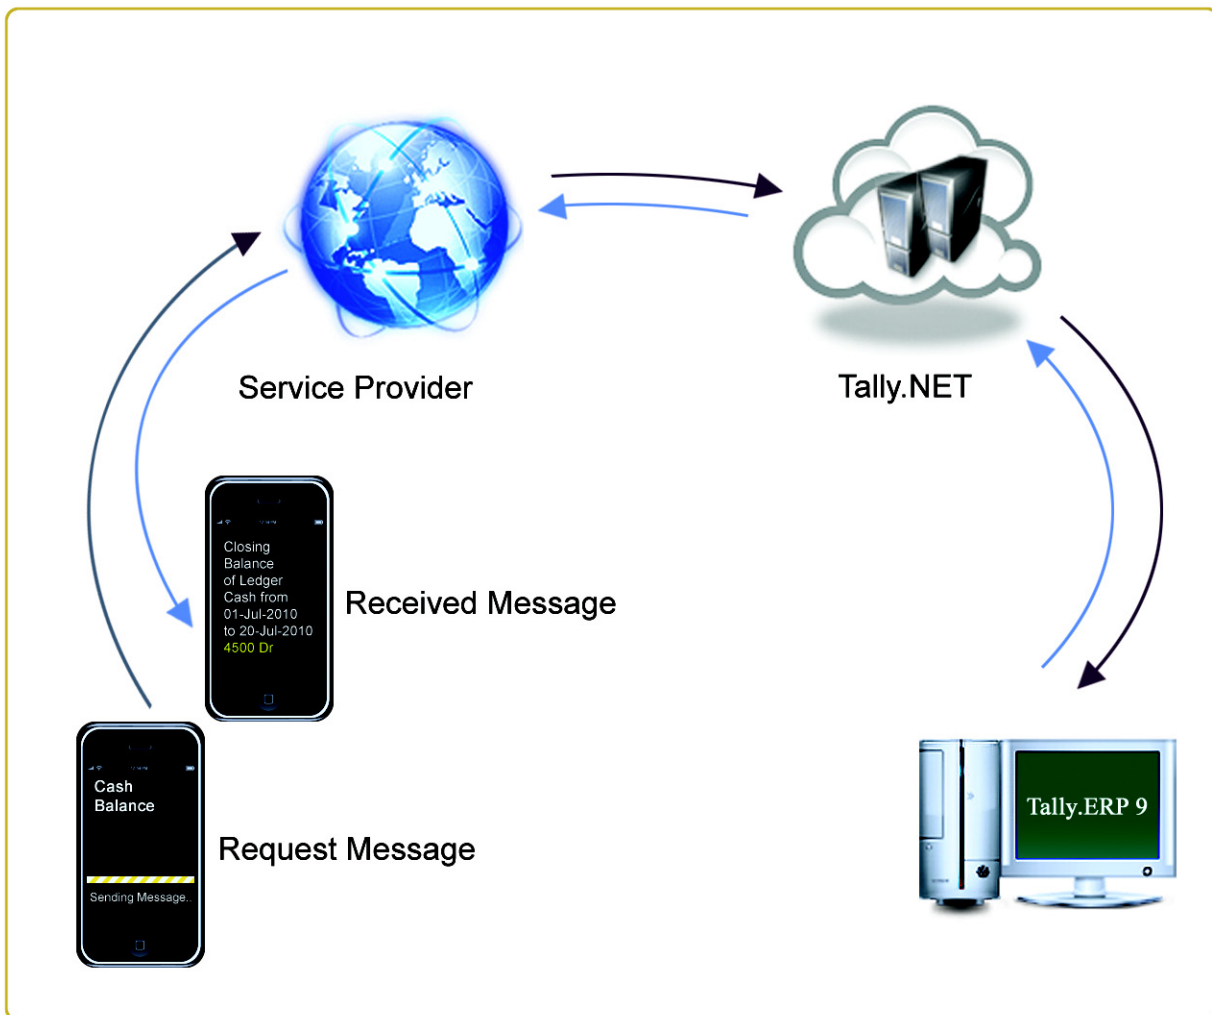 Service Provider
Tally.NET
Closing
Balance
of Ledger
Cash from
01-Jul-2010
to 20-Jul-2010
4500 Dr
Received Message
Cash
Balance
Sending Message..
Request Message
Tally.ERP 9